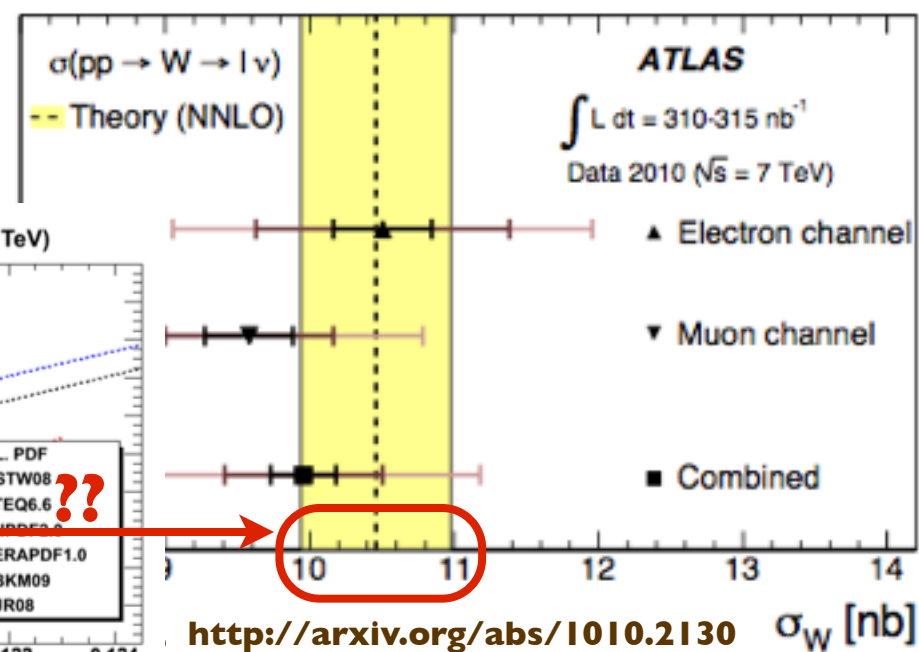 σ(pp → W → l ν)
Theory (NNLO)
ATLAS
∫ L dt = 310-315 nb⁻¹
Data 2010 (√s = 7 TeV)
TeV)
Electron channel
Muon channel
Combined
PDF
STW08
TEQ6.6
??
ERAPDF1.0
BKM09
JR08
9 10 11 12 13 14
σ_W [nb]
http://arxiv.org/abs/1010.2130